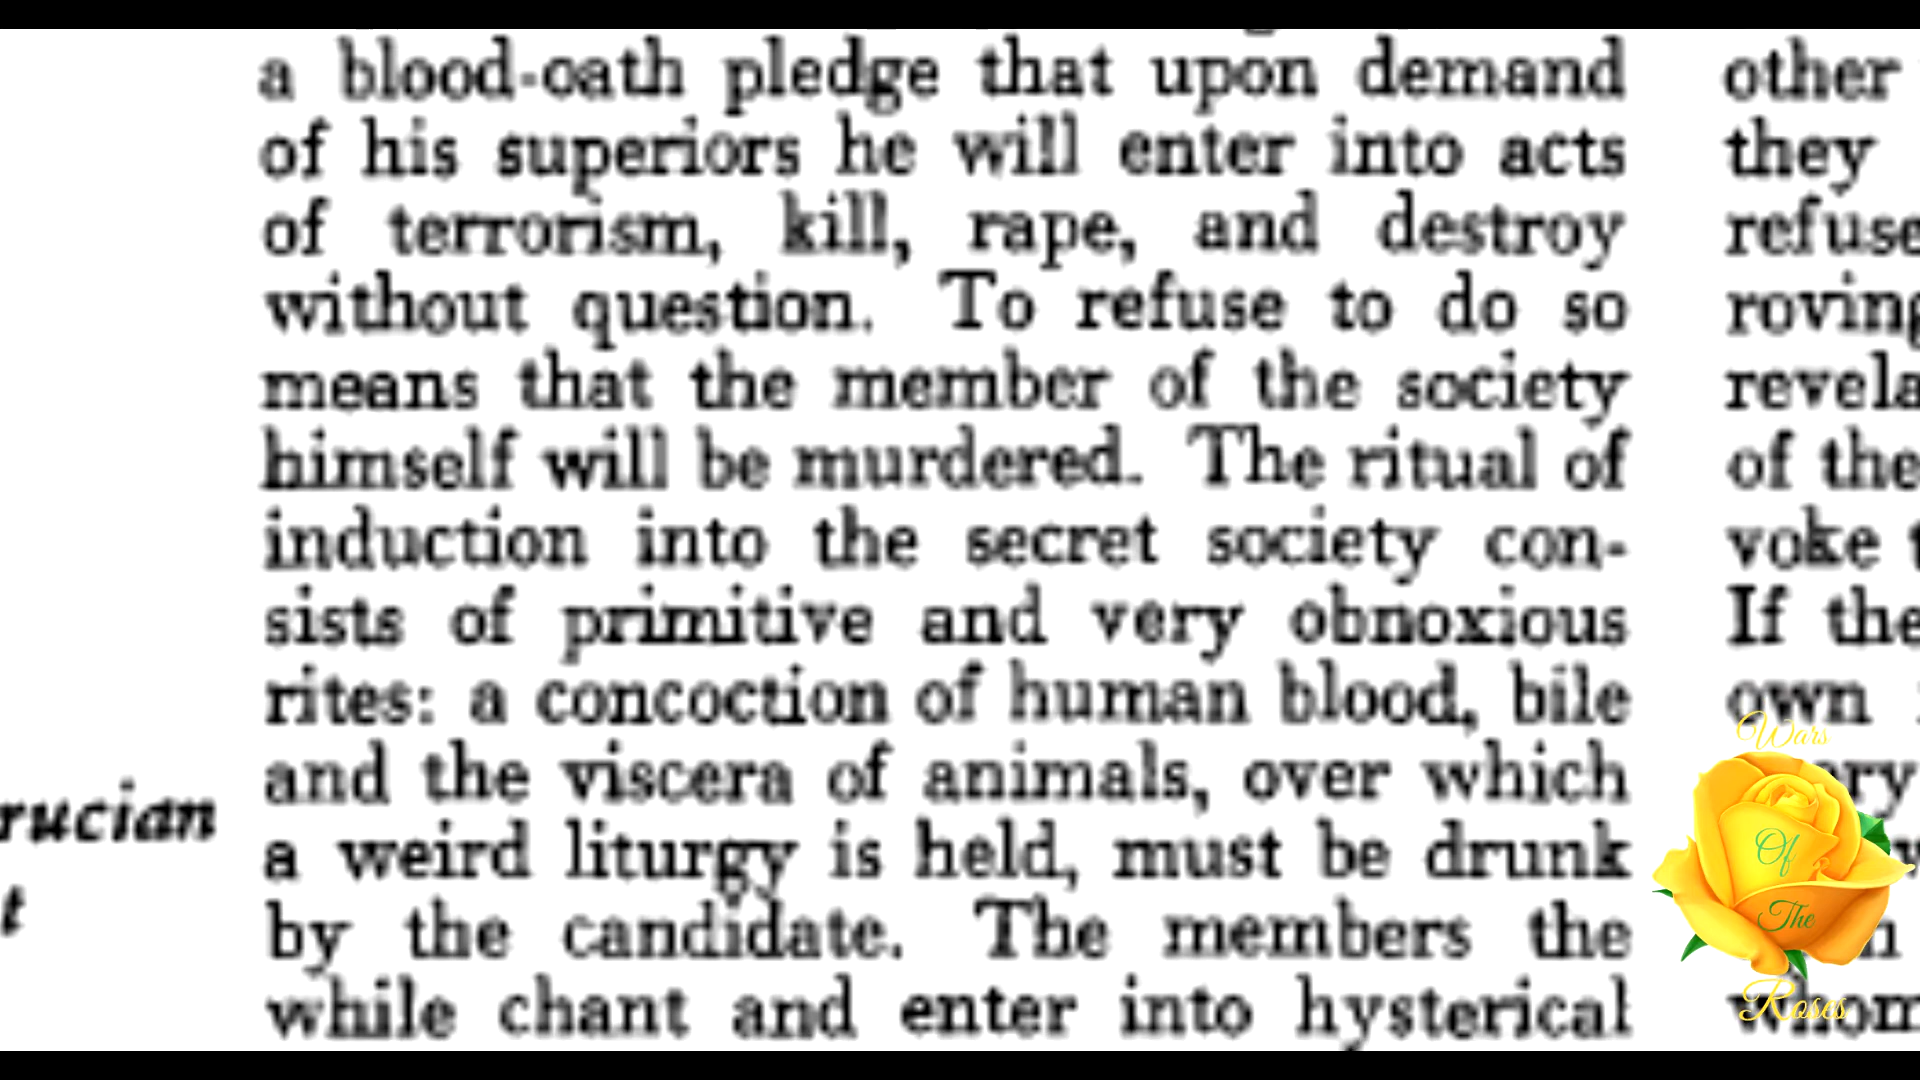 a blood-oath pledge that upon demand
of his superiors he will enter into acts
of terrorism, kill, rape, and destroy
without question. To refuse to do so
means that the member of the society
himself will be murdered. The ritual of
induction into the secret society con-
sists of primitive and very obnoxious
rites: a concoction of human blood, bile
and the viscera of animals, over which
a weird liturgy is held, must be drunk
by the candidate. The members the
while chant and enter into hysterical
rucian
t
other
they
refuse
roving
revela
of the
voke t
If the
own
ery
whom
Wars
Of
The
Roses